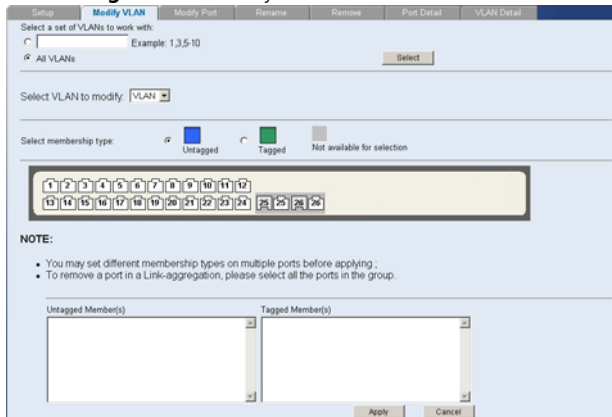 Setup Modify VLAN Modify Port Rename Remove Port Detail VLAN Detail
Select a set of VLANs to work with:
Example: 1,3,5-10
All VLANs Select
Select VLAN to modify: VLAN
Select membership type: Untagged Tagged Not available for selection
1 2 3 4 5 6 7 8 9 10 11 12
13 14 15 16 17 18 19 20 21 22 23 24 25 25 26 26
NOTE:
• You may set different membership types on multiple ports before applying ;
• To remove a port in a Link-aggregation, please select all the ports in the group.
Untagged Member(s) Tagged Member(s)
Apply Cancel